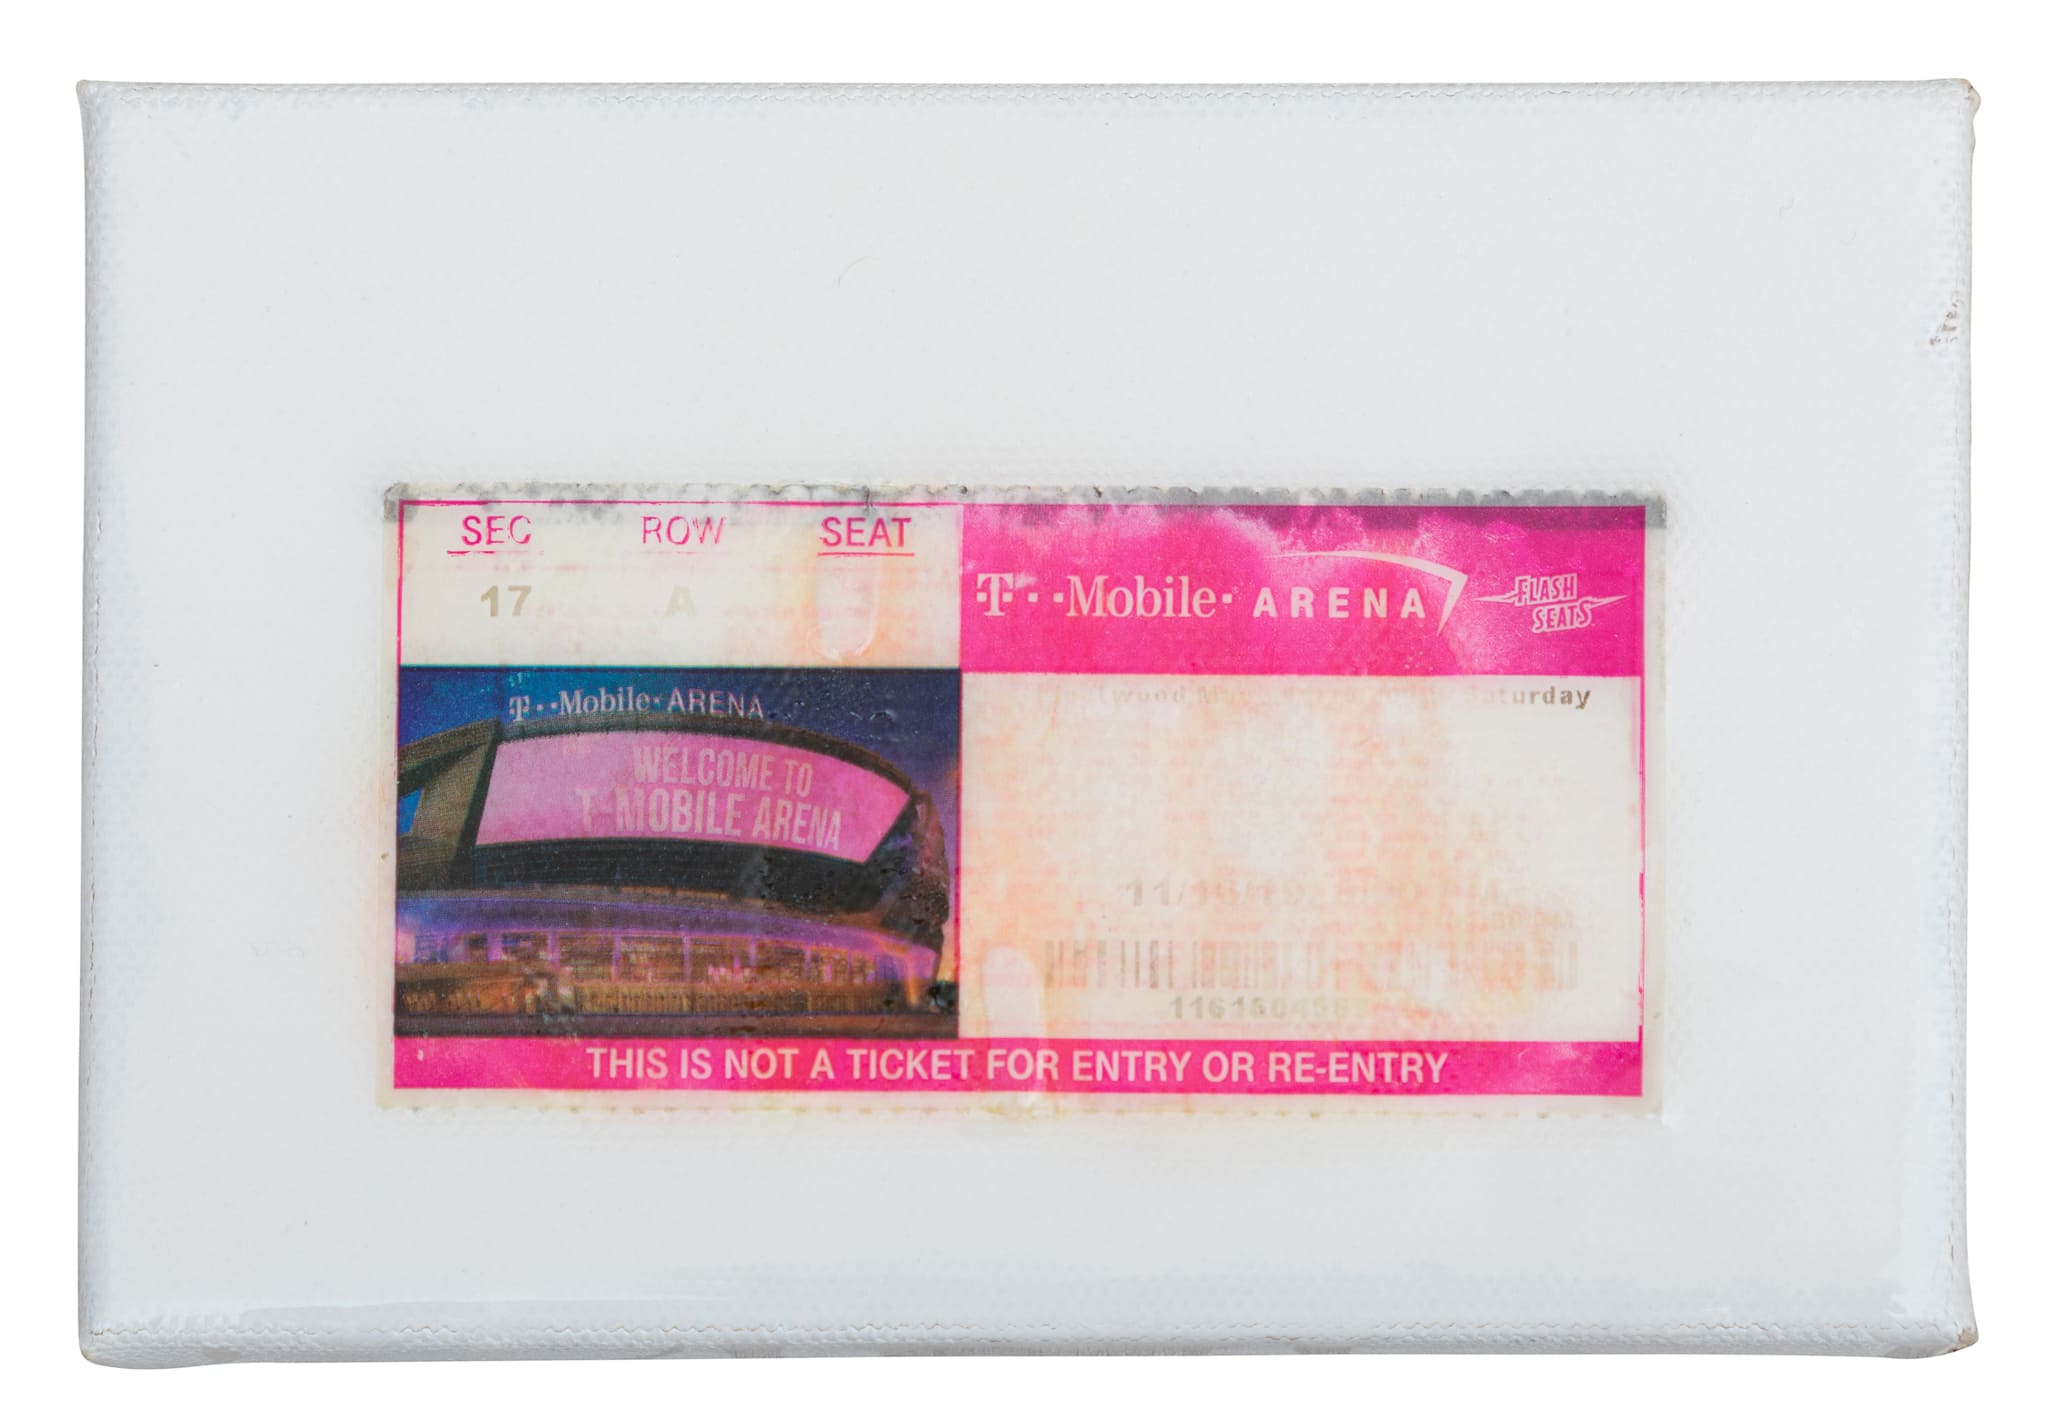 SEC ROW SEAT
17 A
T··Mobile· ARENA
FLASH
SEATS
T··Mobile· ARENA
WELCOME TO
T-MOBILE ARENA
Saturday
THIS IS NOT A TICKET FOR ENTRY OR RE-ENTRY